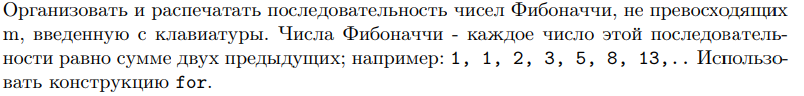 Организовать и распечатать последовательность чисел Фибоначчи, не превосходящих
m, введенную с клавиатуры. Числа Фибоначчи - каждое число этой последователь-
ности равно сумме двух предыдущих; например: 1, 1, 2, 3, 5, 8, 13,.. Использо-
вать конструкцию for.